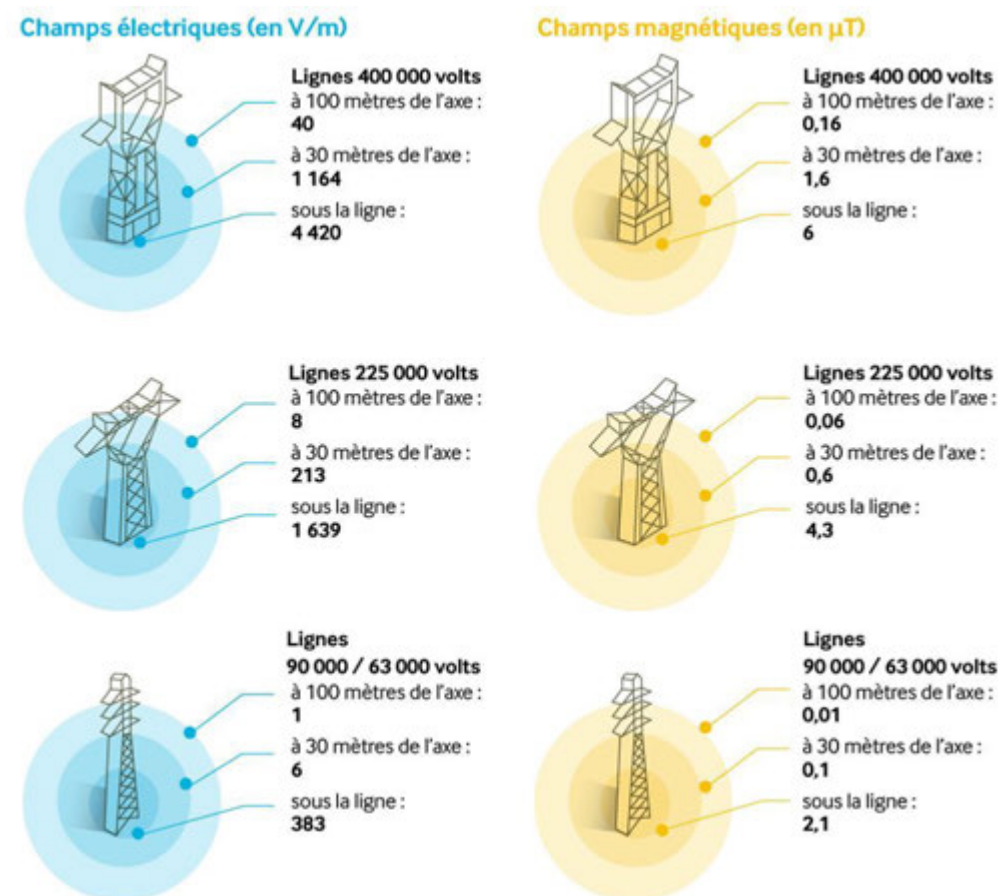 Champs électriques (en V/m)
Lignes 400 000 volts
à 100 mètres de l'axe :
40
à 30 mètres de l'axe :
1 164
sous la ligne :
4 420
Lignes 225 000 volts
à 100 mètres de l'axe :
8
à 30 mètres de l'axe :
213
sous la ligne :
1 639
Lignes
90 000 / 63 000 volts
à 100 mètres de l'axe :
1
à 30 mètres de l'axe :
6
sous la ligne :
383
Champs magnétiques (en µT)
Lignes 400 000 volts
à 100 mètres de l'axe :
0,16
à 30 mètres de l'axe :
1,6
sous la ligne :
6
Lignes 225 000 volts
à 100 mètres de l'axe :
0,06
à 30 mètres de l'axe :
0,6
sous la ligne :
4,3
Lignes
90 000 / 63 000 volts
à 100 mètres de l'axe :
0,01
à 30 mètres de l'axe :
0,1
sous la ligne :
2,1